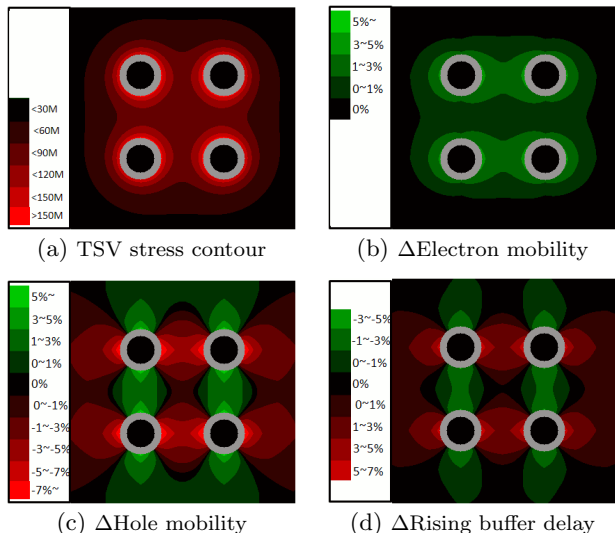 <30M
<60M
<90M
<120M
<150M
>150M
(a) TSV stress contour
5%~
3~5%
1~3%
0~1%
0%
(b) ΔElectron mobility
5%~
3~5%
1~3%
0~1%
0%
0~-1%
-1~-3%
-3~-5%
-5~-7%
-7%~
(c) ΔHole mobility
-3~-5%
-1~-3%
0~-1%
0%
0~1%
1~3%
3~5%
5~7%
(d) ΔRising buffer delay